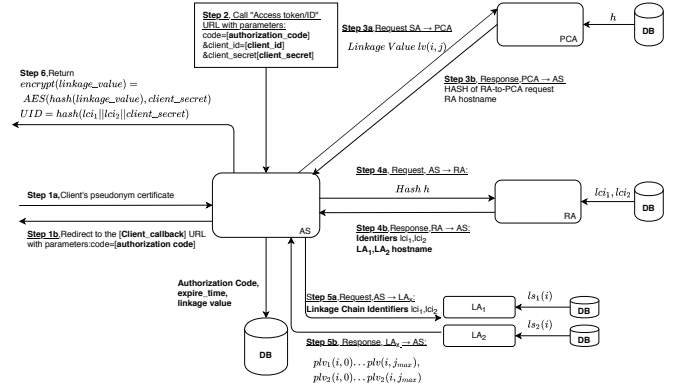 Step 2, Call "Access token/ID"
URL with parameters:
code=[authorization_code]
&client_id=[client_id]
&client_secret[client_secret]
Step 3a,Request SA → PCA
Linkage Value lv(i,j)
h
PCA
DB
Step 3b, Response,PCA → AS
HASH of RA-to-PCA request
RA hostname
Step 6,Return
encrypt(linkage_value) =
AES(hash(linkage_value), client_secret)
UID = hash(lci1||lci2||client_secret)
Step 4a, Request, AS → RA:
Hash h
Step 1a,Client's pseudonym certificate
AS
lci1, lci2
RA
DB
Step 1b,Redirect to the [Client_callback] URL
with parameters:code=[authorization code]
Step 4b,Response,RA → AS:
Identifiers lci1,lci2
LA1,LA2 hostname
Authorization Code,
expire_time,
linkage value
Step 5a,Request,AS → LAx:
Linkage Chain Identifiers lci1,lci2
LA1
ls1(i)
DB
LA2
ls2(i)
DB
Step 5b, Response, LAx → AS:
DB
plv1(i,0)...plv(i,jmax),
plv2(i,0)...plv2(i,jmax)